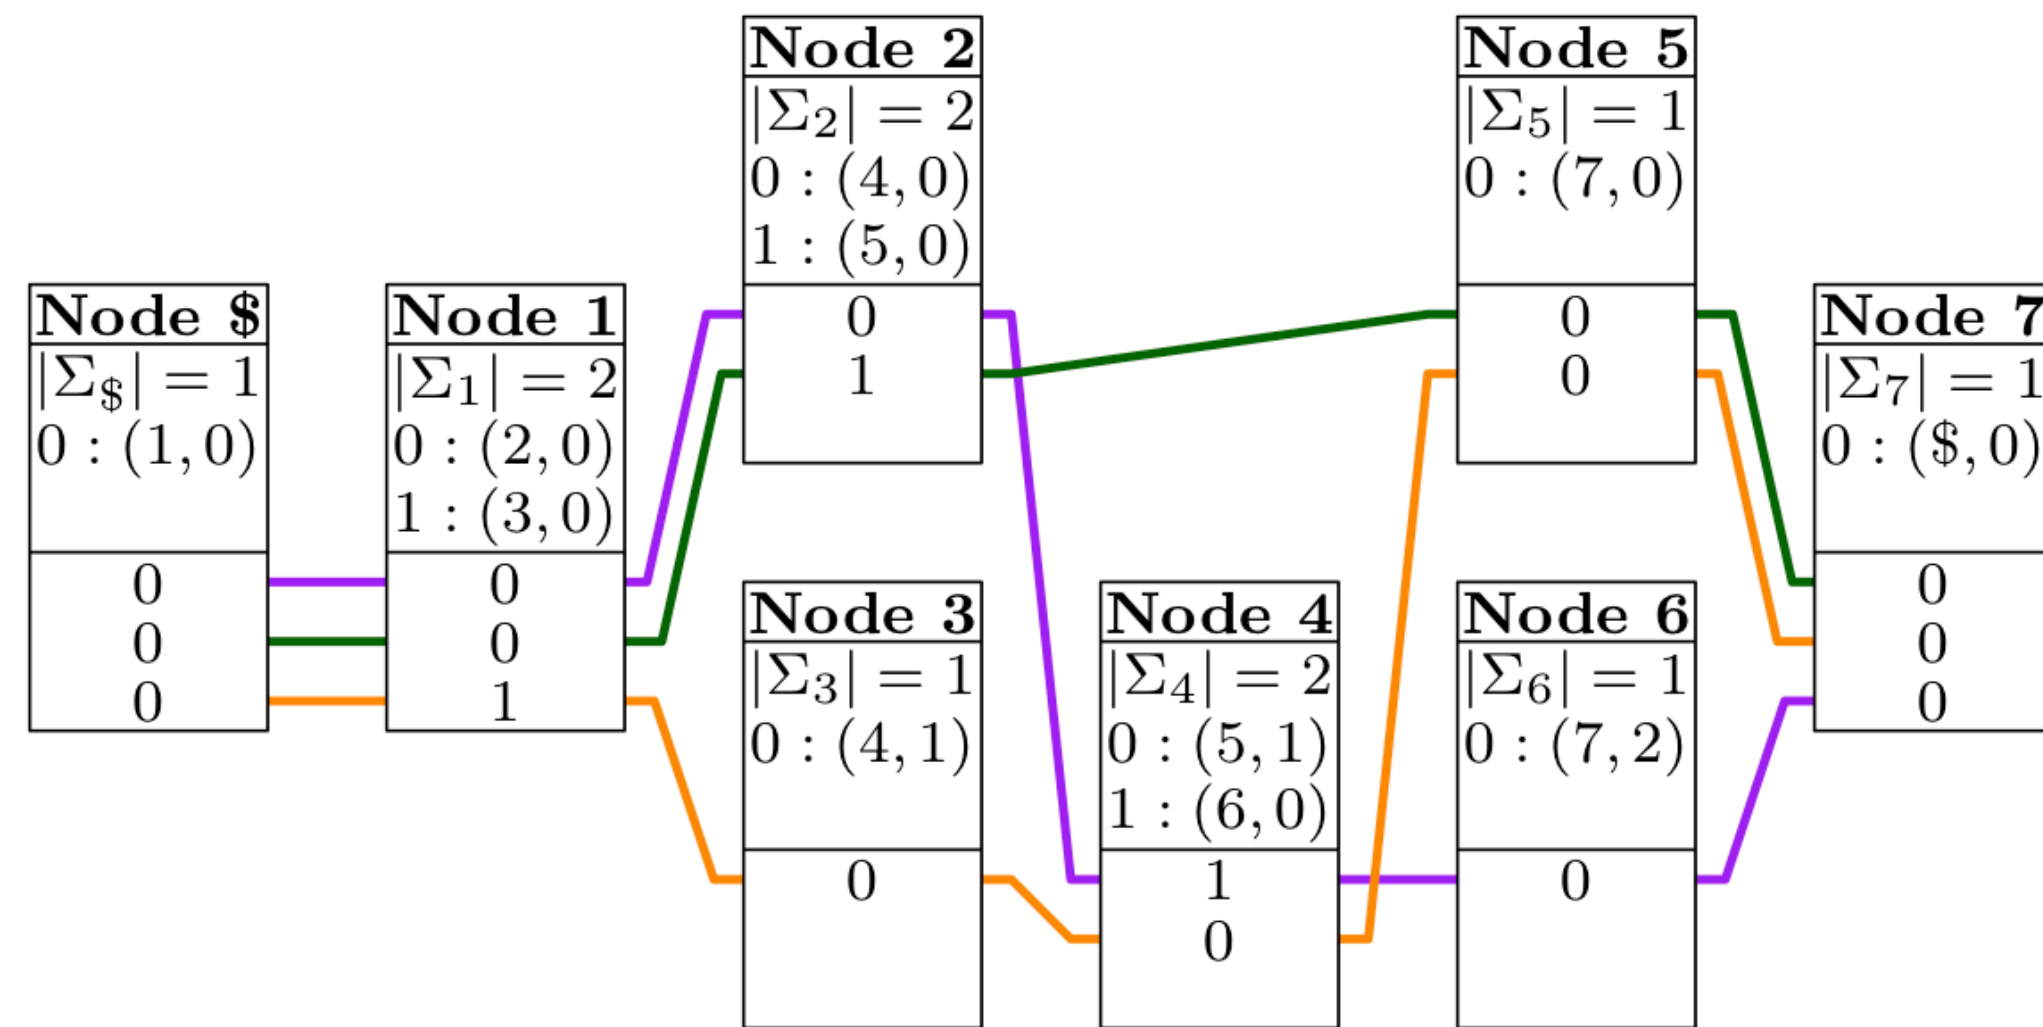 Node $
|Σ$| = 1
0 : (1, 0)
0
0
0
Node 1
|Σ1| = 2
0 : (2, 0)
1 : (3, 0)
0
0
1
Node 2
|Σ2| = 2
0 : (4, 0)
1 : (5, 0)
0
1
Node 3
|Σ3| = 1
0 : (4, 1)
0
Node 4
|Σ4| = 2
0 : (5, 1)
1 : (6, 0)
1
0
Node 5
|Σ5| = 1
0 : (7, 0)
0
0
Node 6
|Σ6| = 1
0 : (7, 2)
0
Node 7
|Σ7| = 1
0 : ($, 0)
0
0
0